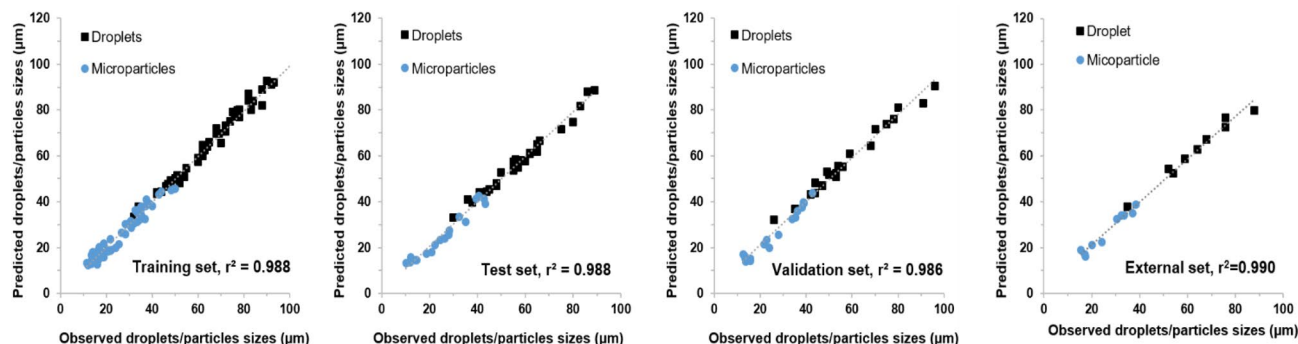 Predicted droplets/particles sizes (µm)
120
100
80
60
40
20
0
Droplets
Microparticles
Training set, r² = 0.988
0 20 40 60 80 100
Observed droplets/particles sizes (µm)
Predicted droplets/particles sizes (µm)
120
100
80
60
40
20
0
Droplets
Microparticles
Test set, r² = 0.988
0 20 40 60 80 100
Observed droplets/particles sizes (µm)
Predicted droplets/particles sizes (µm)
120
100
80
60
40
20
0
Droplets
Microparticles
Validation set, r² = 0.986
0 20 40 60 80 100
Observed droplets/particles sizes (µm)
Predicted droplets/particles sizes (µm)
120
100
80
60
40
20
0
Droplet
Micoparticle
External set, r²=0.990
0 20 40 60 80 100
Observed droplets/particles sizes (µm)